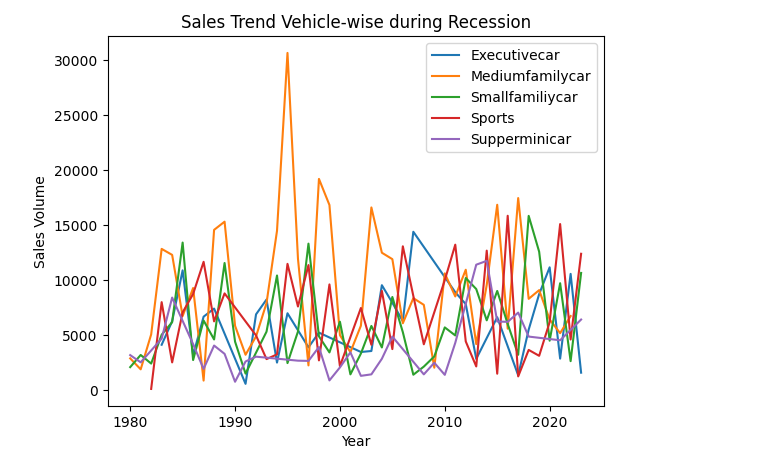 Sales Trend Vehicle-wise during Recession
30000
25000
20000
15000
10000
5000
0
Sales Volume
Executivecar
Mediumfamilycar
Smallfamiliycar
Sports
Supperminicar
1980 1990 2000 2010 2020
Year